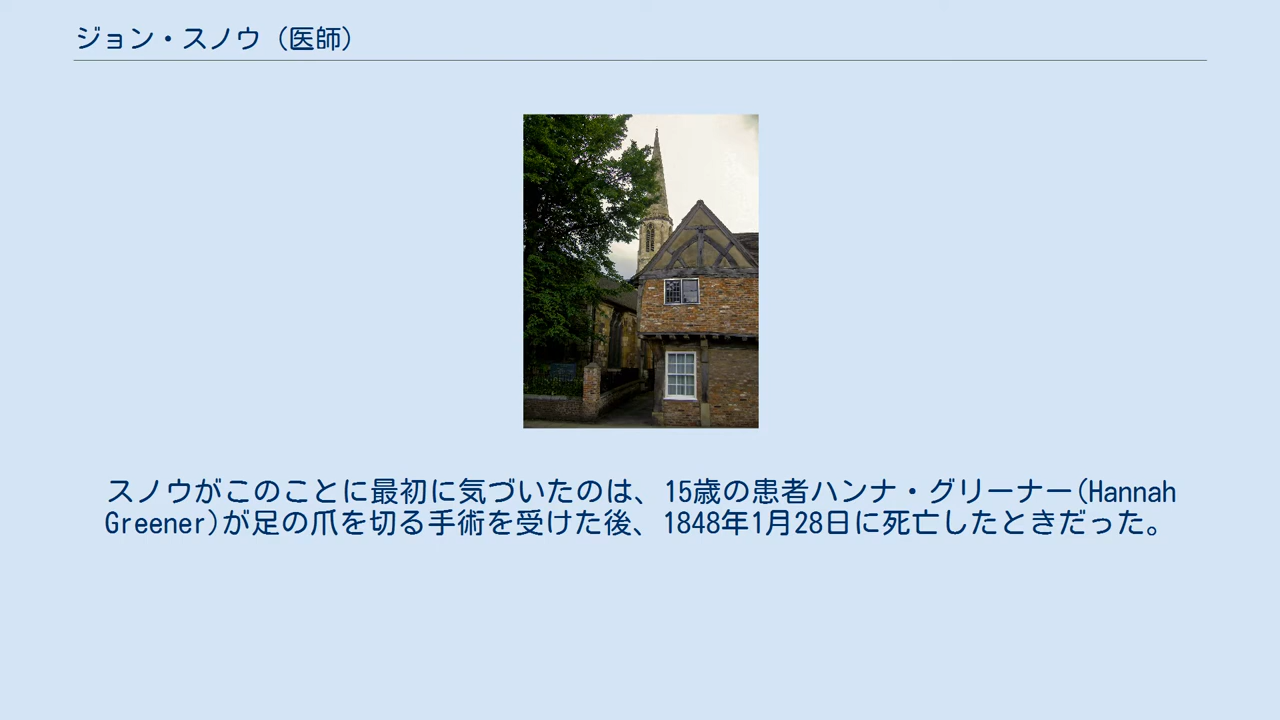 ジョン・スノウ（医師）
スノウがこのことに最初に気づいたのは、15歳の患者ハンナ・グリーナー(Hannah
Greener)が足の爪を切る手術を受けた後、1848年1月28日に死亡したときだった。